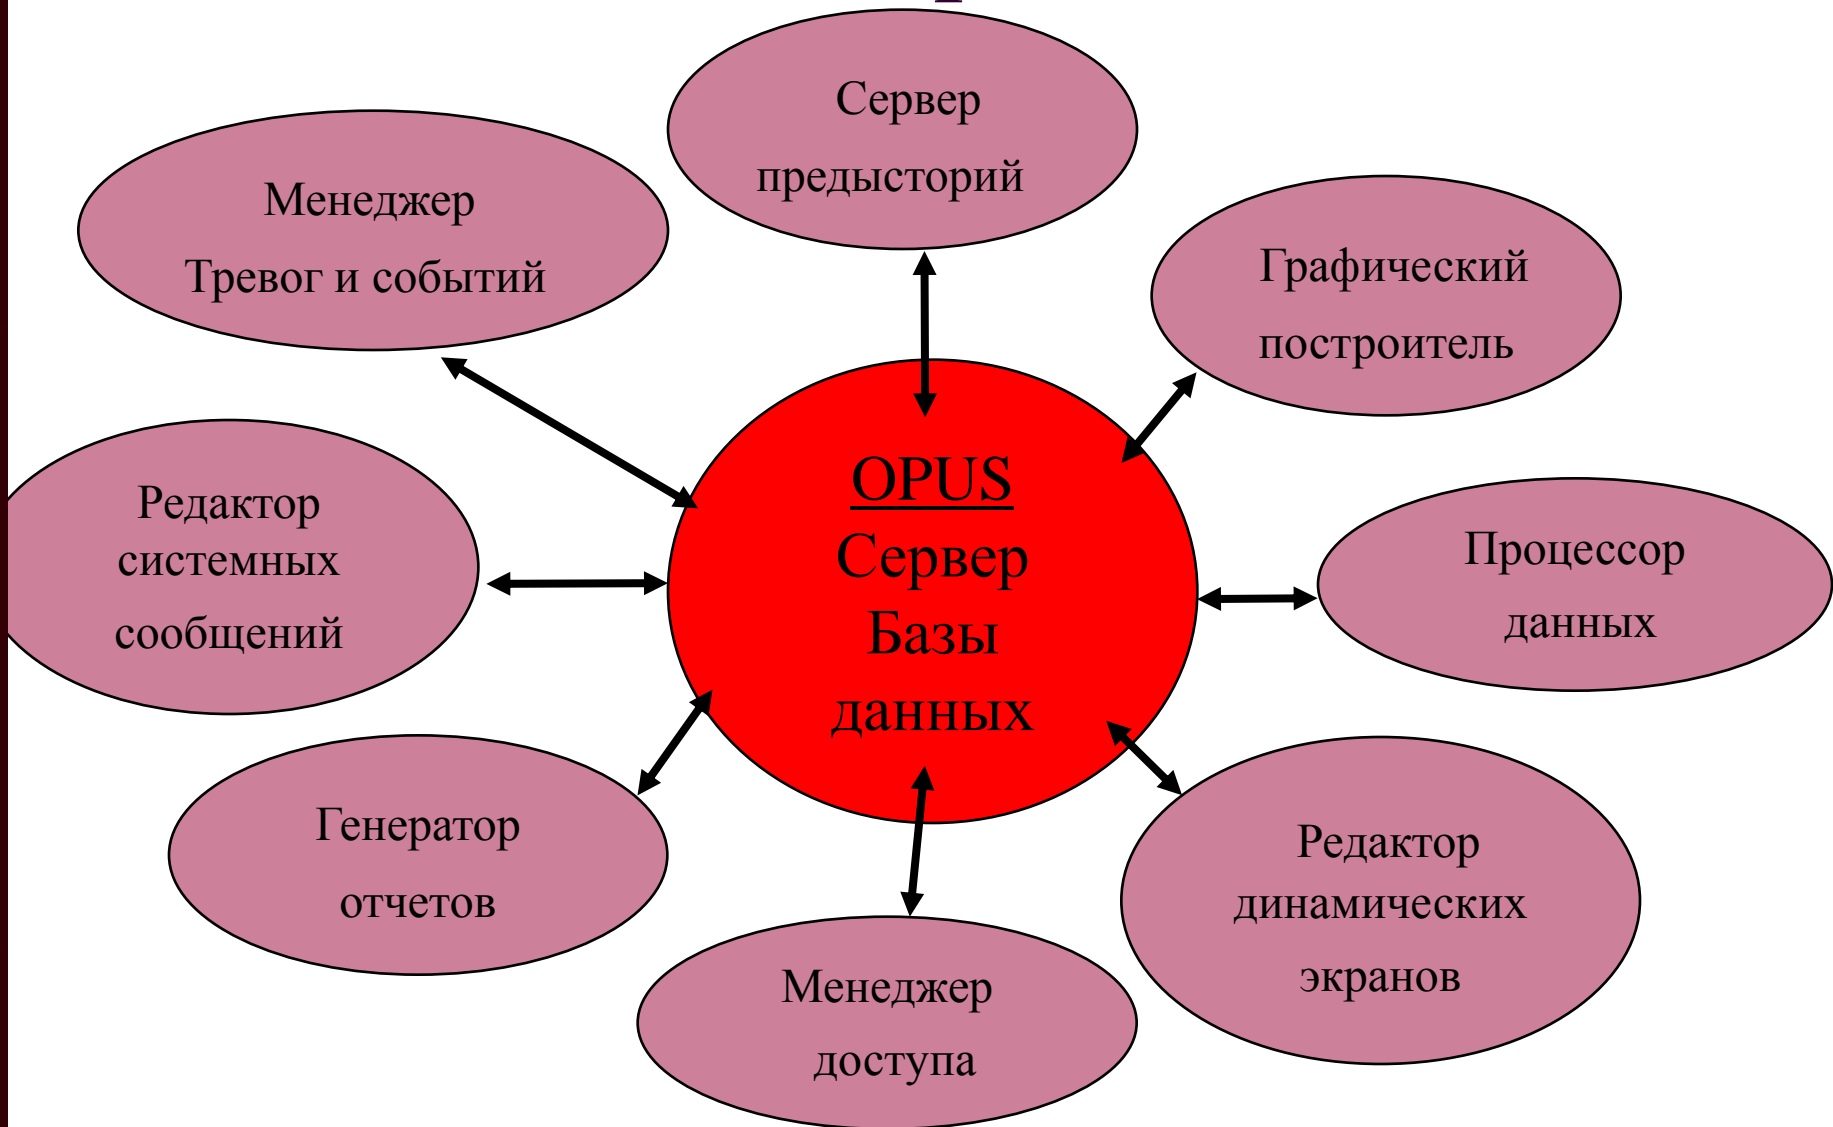 Сервер
предысторий
Менеджер
Тревог и событий
Графический
построитель
OPUS
Сервер
Базы
данных
Редактор
системных
сообщений
Процессор
данных
Генератор
отчетов
Редактор
динамических
экранов
Менеджер
доступа